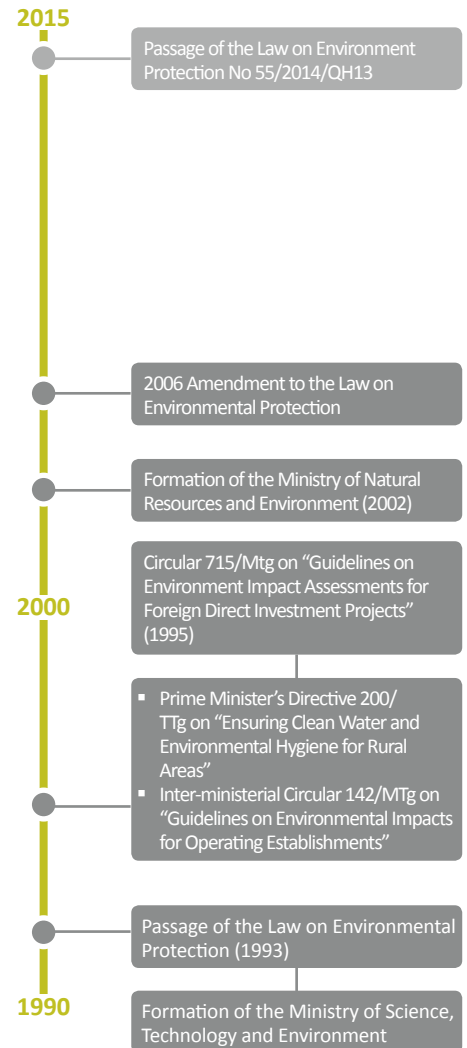 2015
Passage of the Law on Environment
Protection No 55/2014/QH13
2006 Amendment to the Law on
Environmental Protection
Formation of the Ministry of Natural
Resources and Environment (2002)
Circular 715/Mtg on “Guidelines on
Environment Impact Assessments for
Foreign Direct Investment Projects”
(1995)
2000
▪ Prime Minister’s Directive 200/
TTg on “Ensuring Clean Water and
Environmental Hygiene for Rural
Areas”
▪ Inter-ministerial Circular 142/MTg on
“Guidelines on Environmental Impacts
for Operating Establishments”
Passage of the Law on Environmental
Protection (1993)
1990
Formation of the Ministry of Science,
Technology and Environment